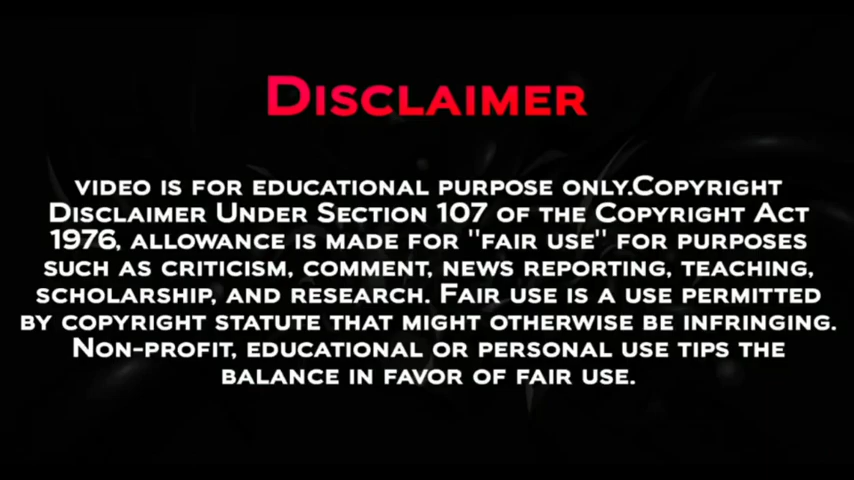 Disclaimer
video is for educational purpose only.Copyright
Disclaimer Under Section 107 of the Copyright Act
1976, allowance is made for "fair use" for purposes
such as criticism, comment, news reporting, teaching,
scholarship, and research. Fair use is a use permitted
by copyright statute that might otherwise be infringing.
Non-profit, educational or personal use tips the
balance in favor of fair use.